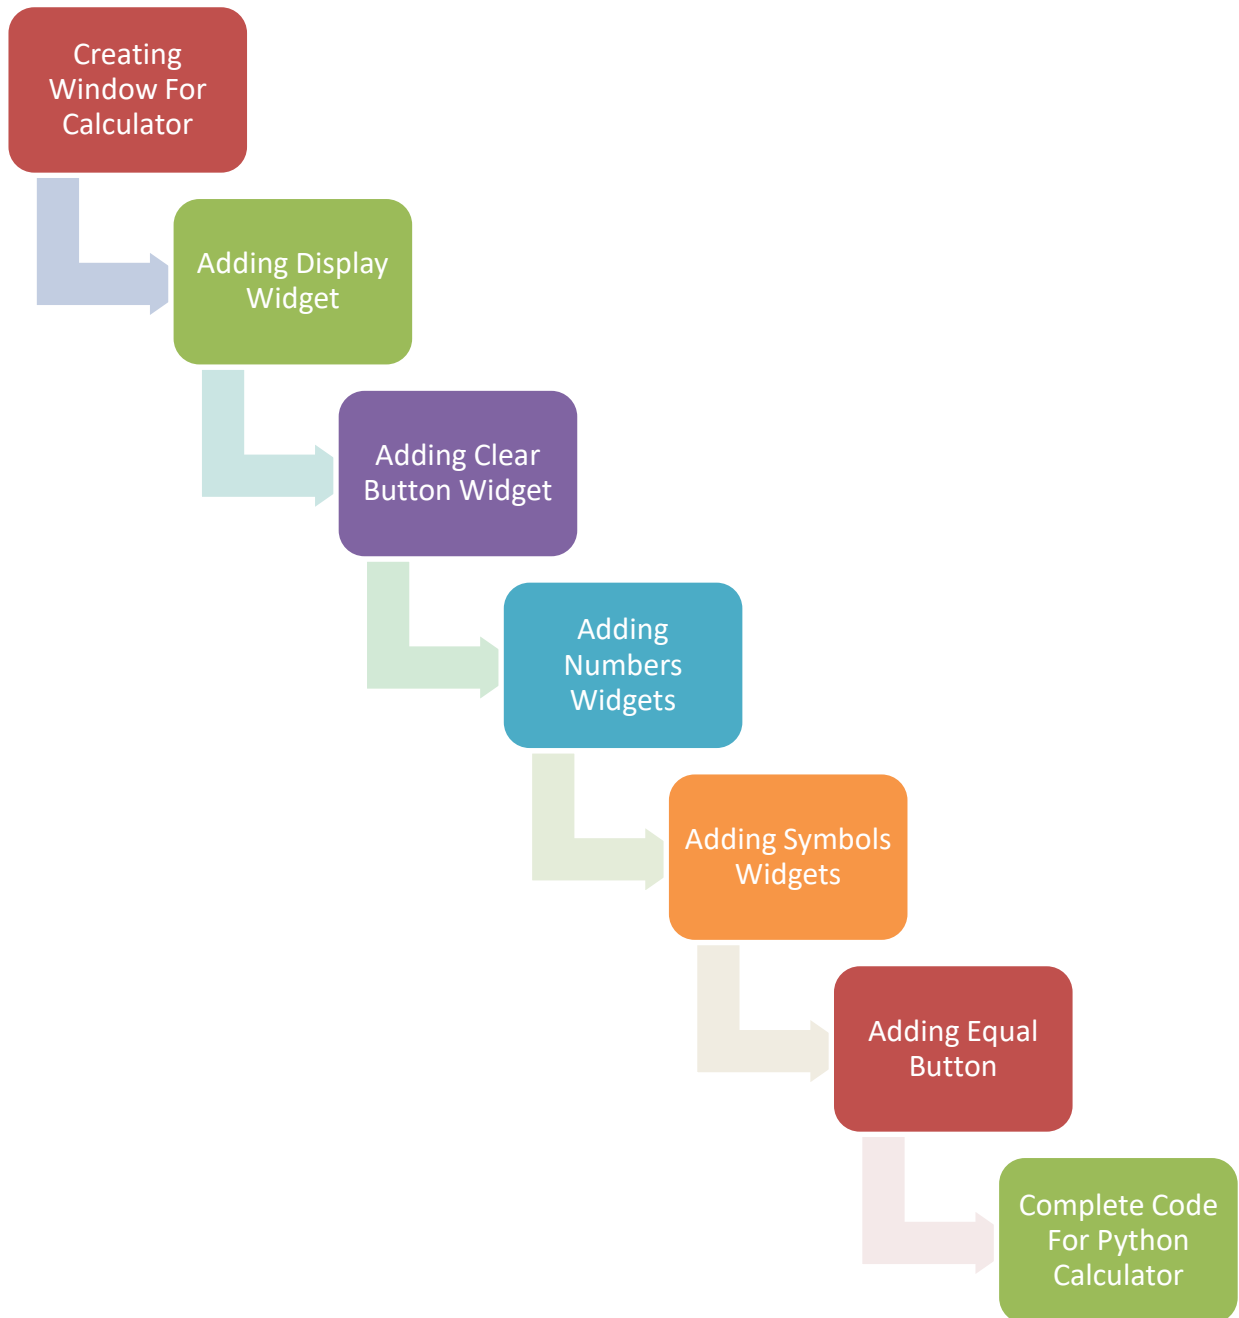 Creating
Window For
Calculator
Adding Display
Widget
Adding Clear
Button Widget
Adding
Numbers
Widgets
Adding Symbols
Widgets
Adding Equal
Button
Complete Code
For Python
Calculator